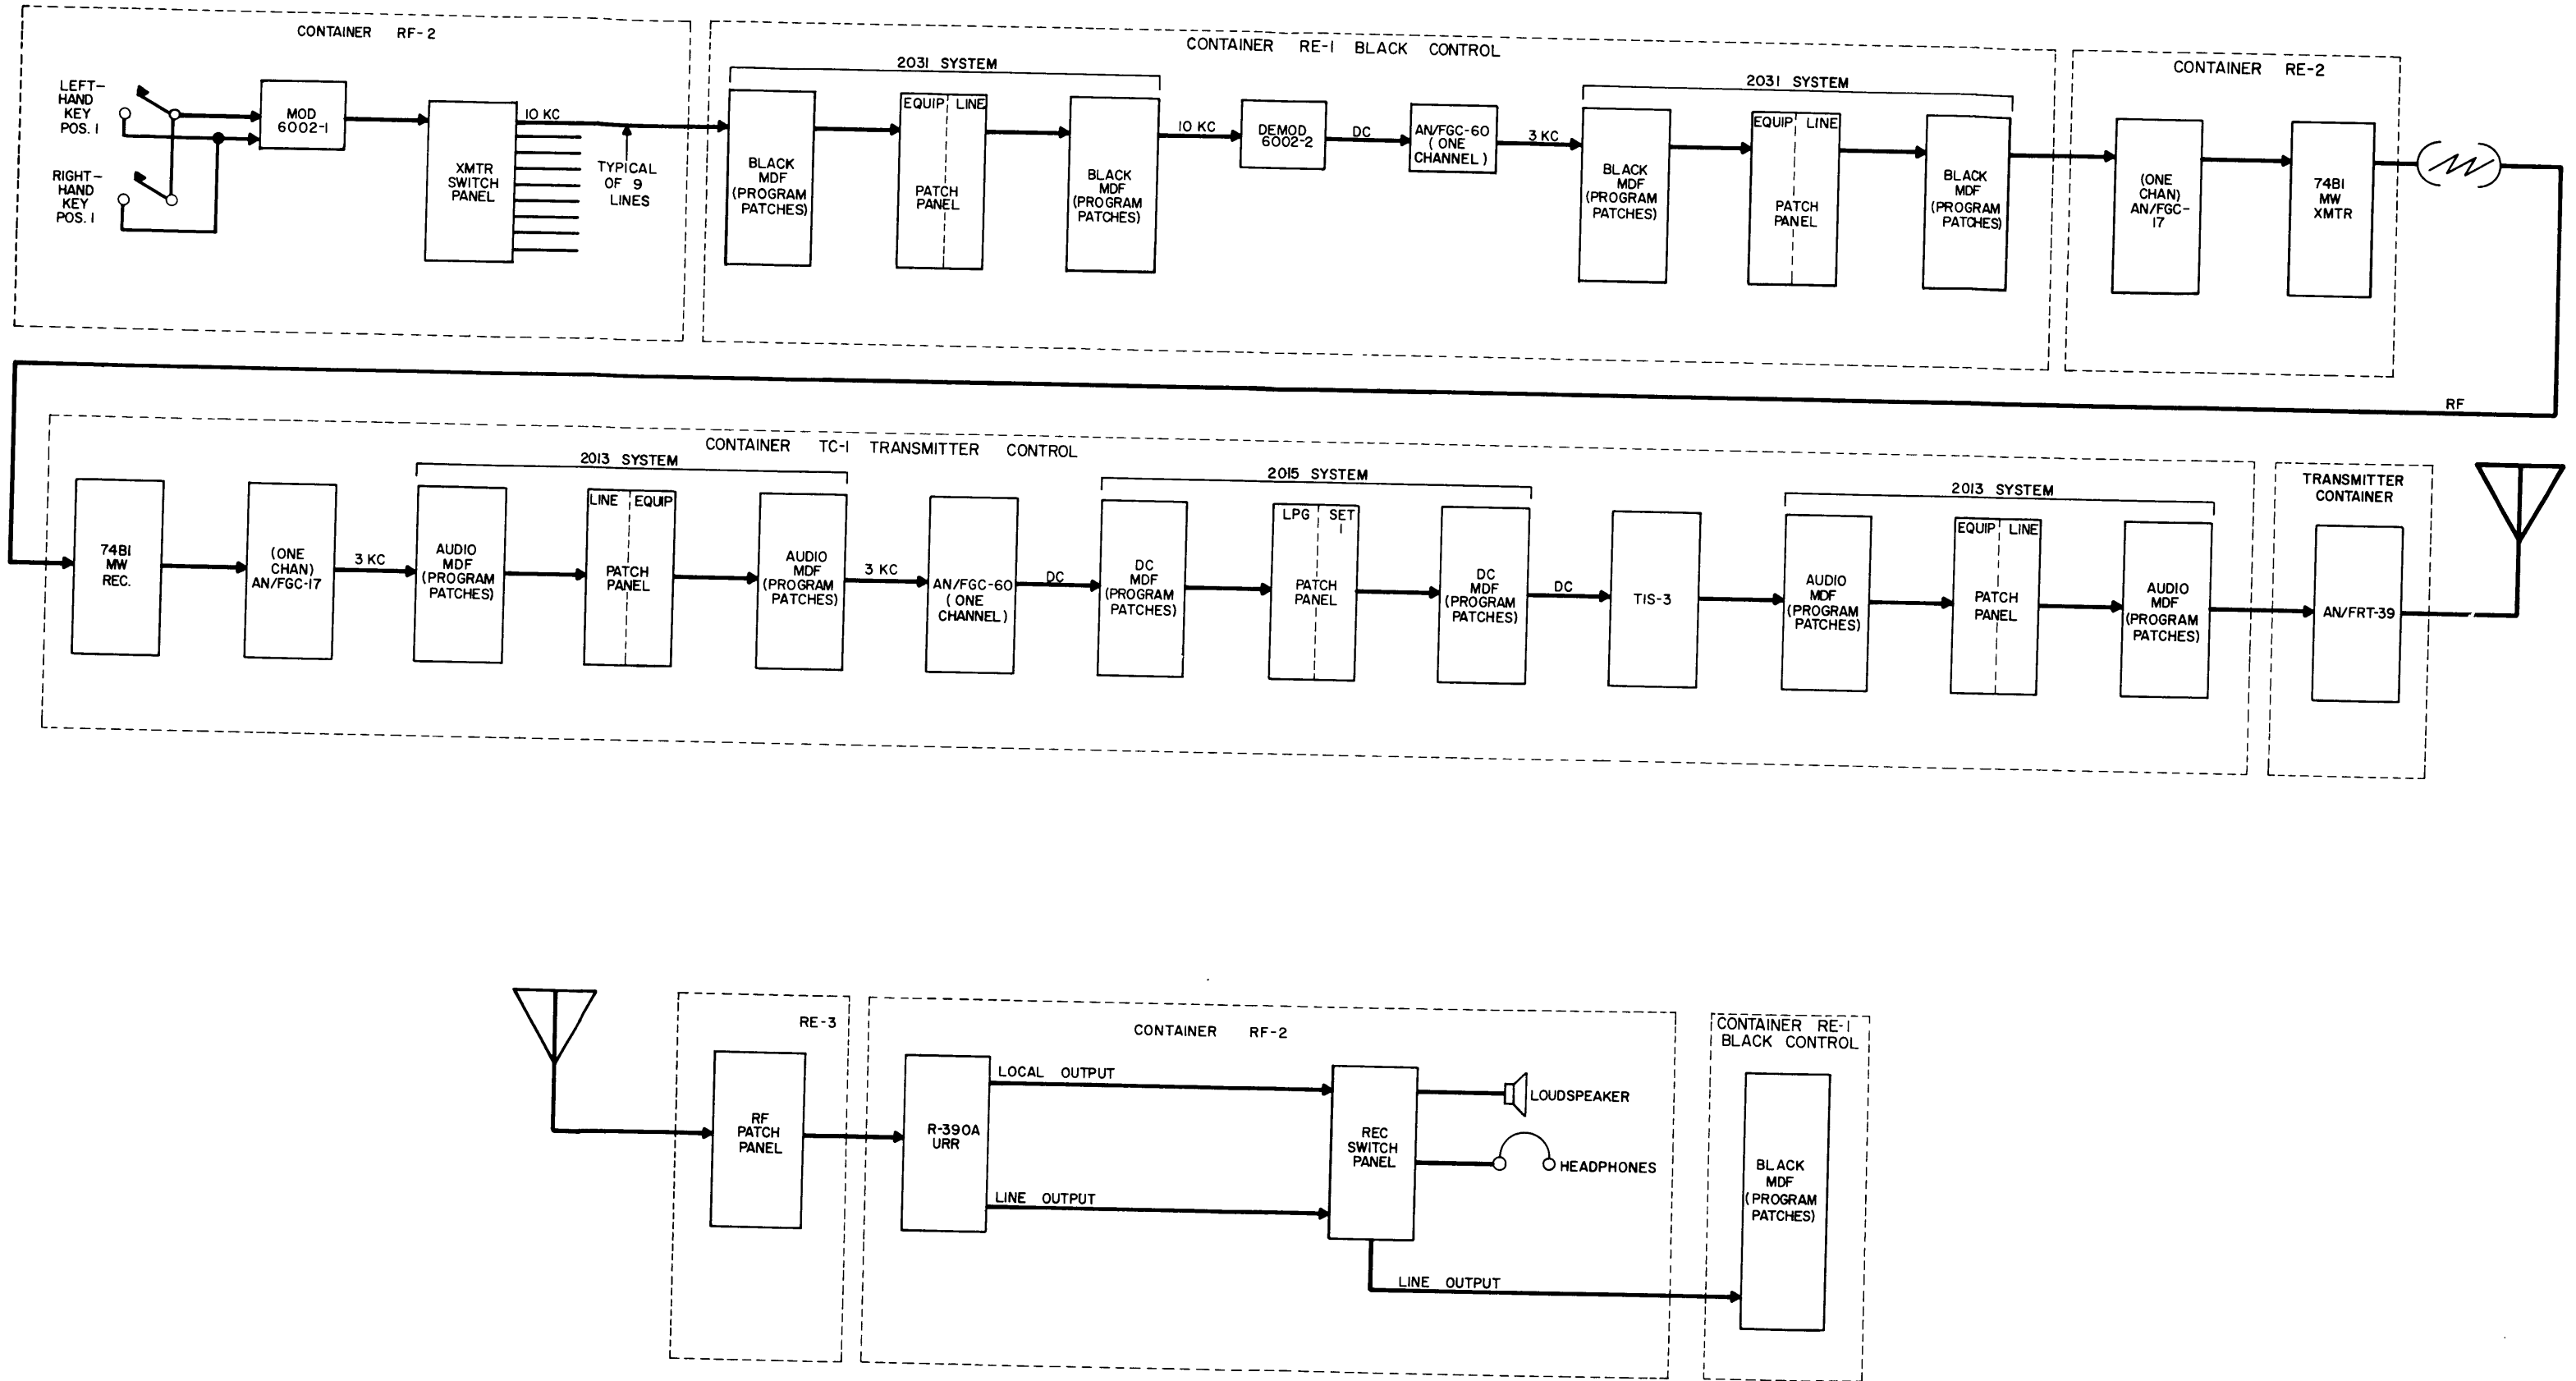 CONTAINER RF-2
LEFT-
HAND
KEY
POS. 1
RIGHT-
HAND
KEY
POS. 1
MOD
6002-1
XMTR
SWITCH
PANEL
10 KC
TYPICAL
OF 9
LINES
CONTAINER RE-1 BLACK CONTROL
2031 SYSTEM
BLACK
MDF
(PROGRAM
PATCHES)
EQUIP LINE
PATCH
PANEL
BLACK
MDF
(PROGRAM
PATCHES)
10 KC
DEMOD
6002-2
DC
AN/FGC-60
(ONE
CHANNEL)
3 KC
2031 SYSTEM
BLACK
MDF
(PROGRAM
PATCHES)
EQUIP LINE
PATCH
PANEL
BLACK
MDF
(PROGRAM
PATCHES)
CONTAINER RE-2
(ONE
CHAN)
AN/FGC-
17
74B1
MW
XMTR
RF
CONTAINER TC-1 TRANSMITTER CONTROL
74B1
MW
REC.
(ONE
CHAN)
AN/FGC-17
3 KC
2013 SYSTEM
AUDIO
MDF
(PROGRAM
PATCHES)
LINE EQUIP
PATCH
PANEL
AUDIO
MDF
(PROGRAM
PATCHES)
3 KC
AN/FGC-60
(ONE
CHANNEL)
DC
2015 SYSTEM
DC
MDF
(PROGRAM
PATCHES)
LPG SET
1
PATCH
PANEL
DC
MDF
(PROGRAM
PATCHES)
DC
TIS-3
2013 SYSTEM
AUDIO
MDF
(PROGRAM
PATCHES)
EQUIP LINE
PATCH
PANEL
AUDIO
MDF
(PROGRAM
PATCHES)
TRANSMITTER
CONTAINER
AN/FRT-39
RE-3
RF
PATCH
PANEL
CONTAINER RF-2
R-390A
URR
LOCAL OUTPUT
LINE OUTPUT
REC
SWITCH
PANEL
LOUDSPEAKER
HEADPHONES
LINE OUTPUT
CONTAINER RE-1
BLACK CONTROL
BLACK
MDF
(PROGRAM
PATCHES)